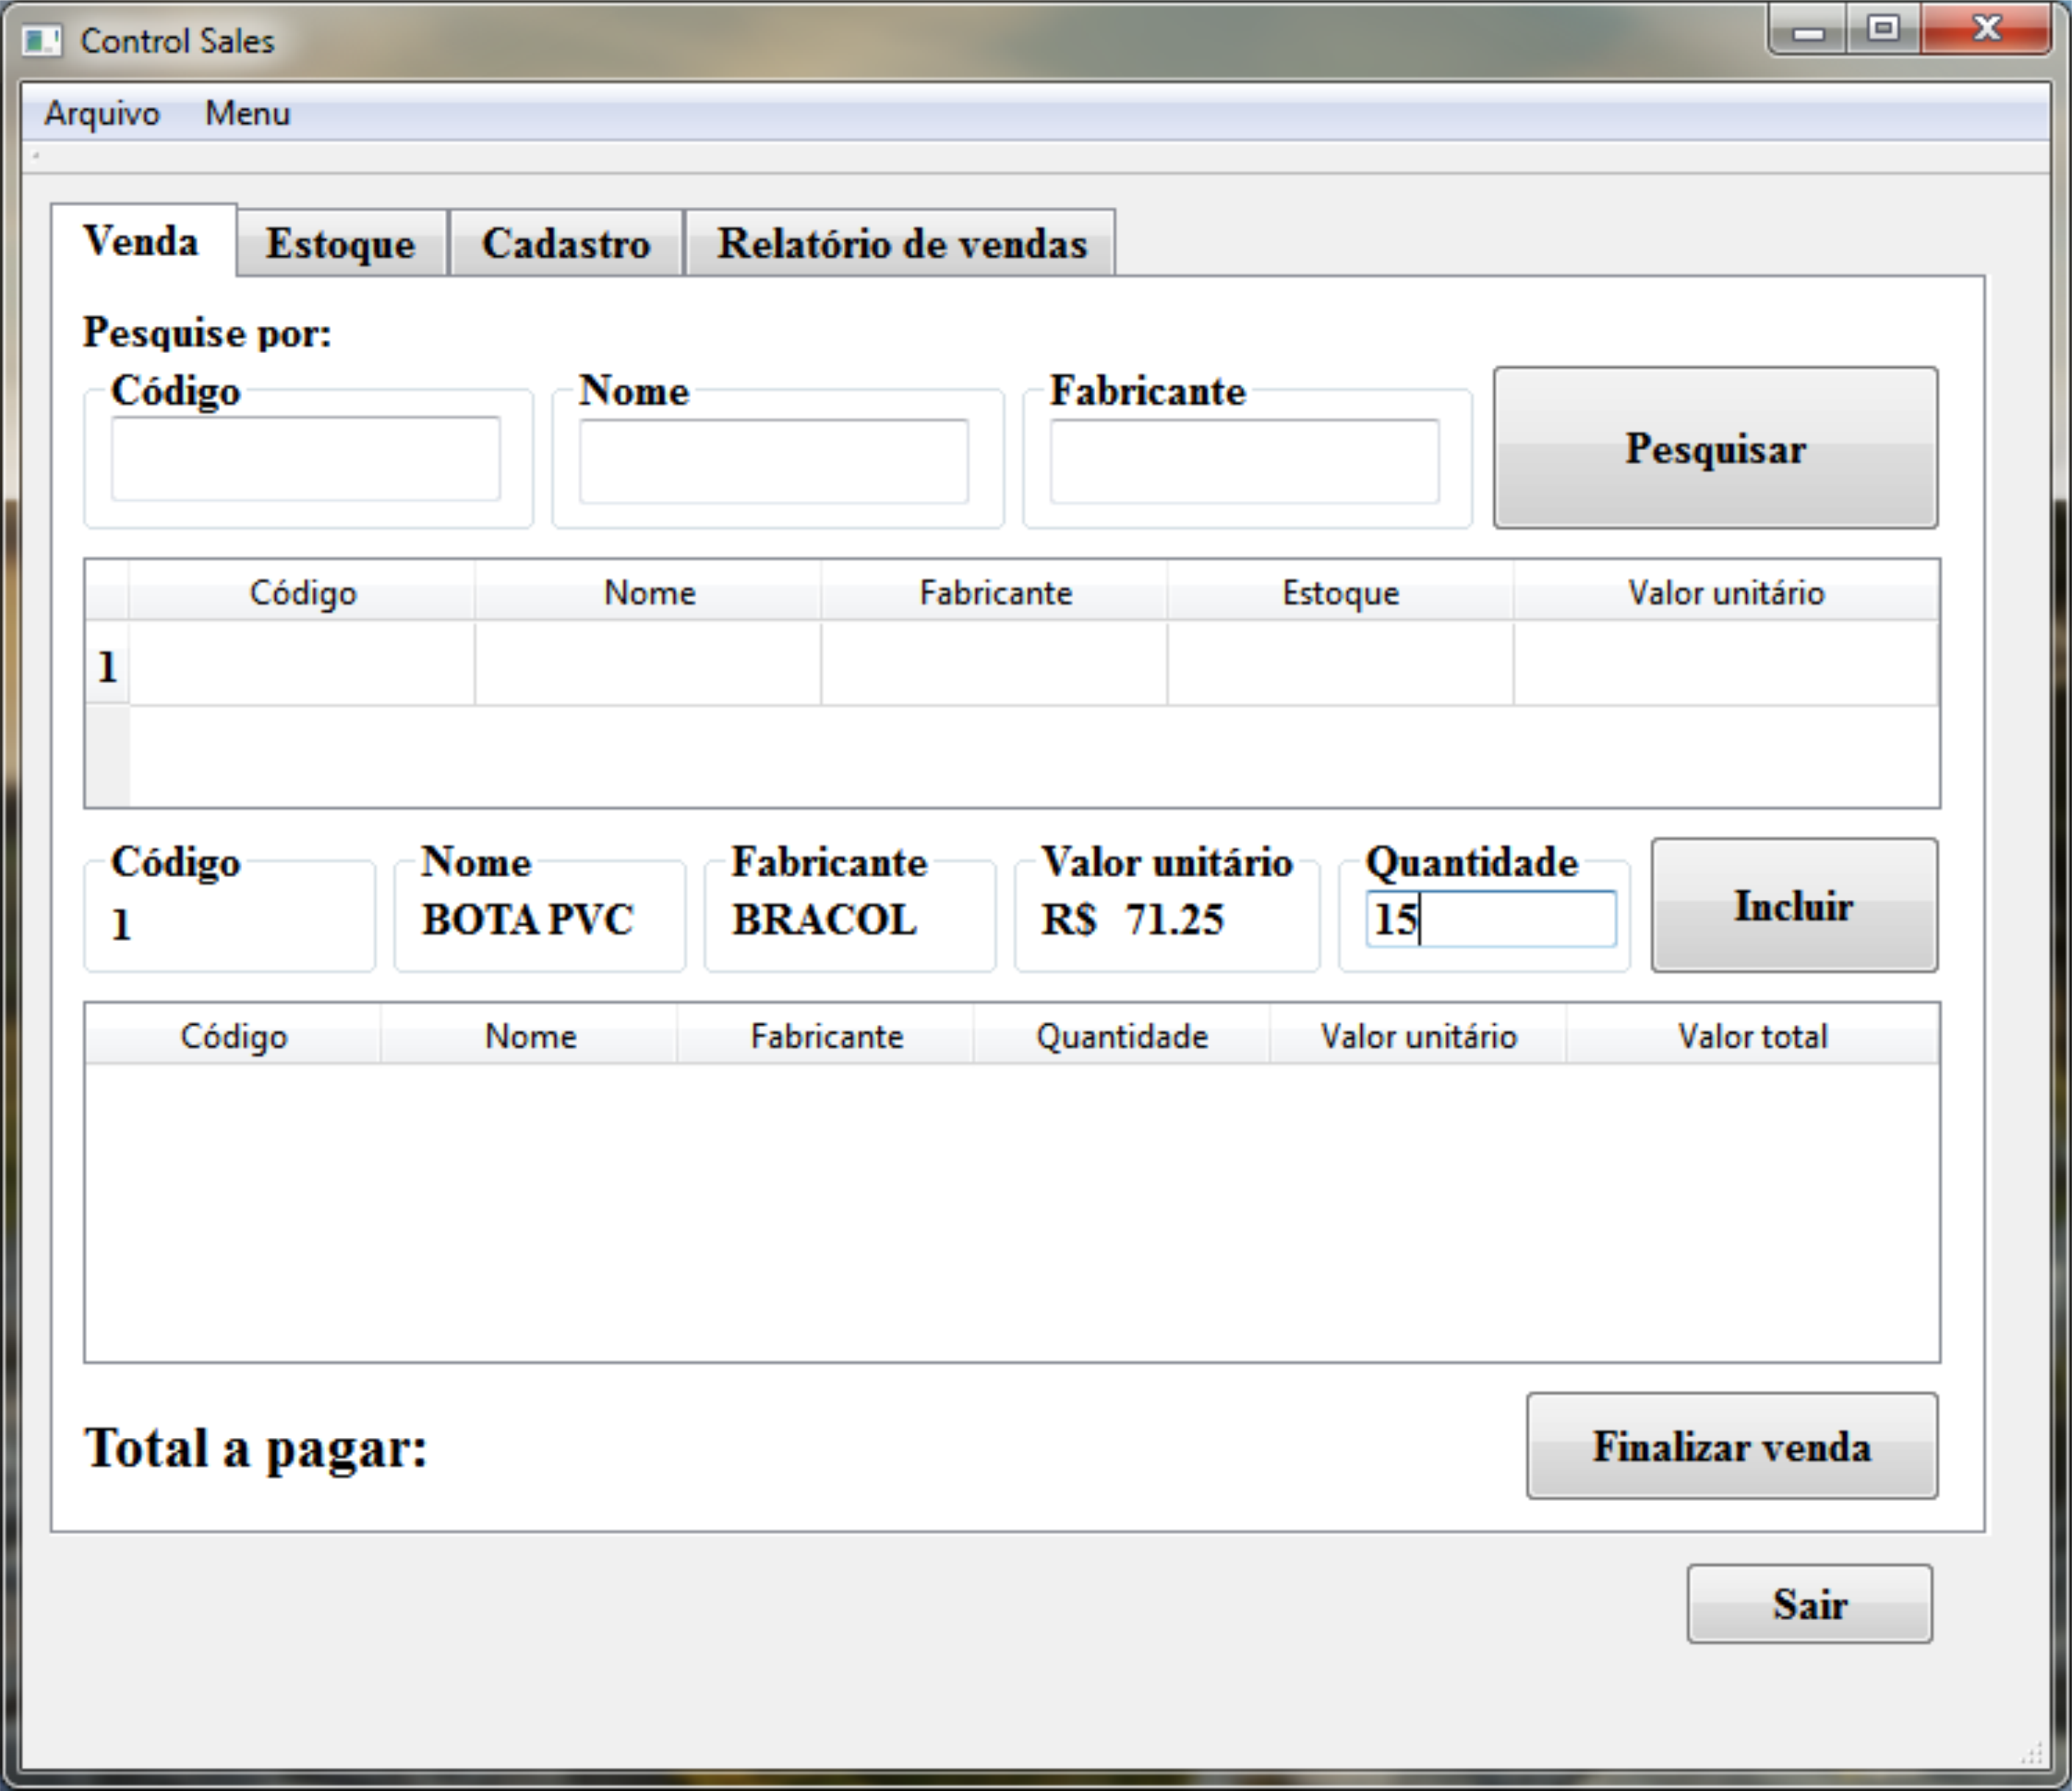 Control Sales
Arquivo Menu
Venda Estoque Cadastro Relatório de vendas
Pesquise por:
Código Nome Fabricante
Pesquisar
Código Nome Fabricante Estoque Valor unitário
1
Código Nome Fabricante Valor unitário Quantidade
1 BOTA PVC BRACOL R$ 71.25 15 Incluir
Código Nome Fabricante Quantidade Valor unitário Valor total
Total a pagar: Finalizar venda
Sair